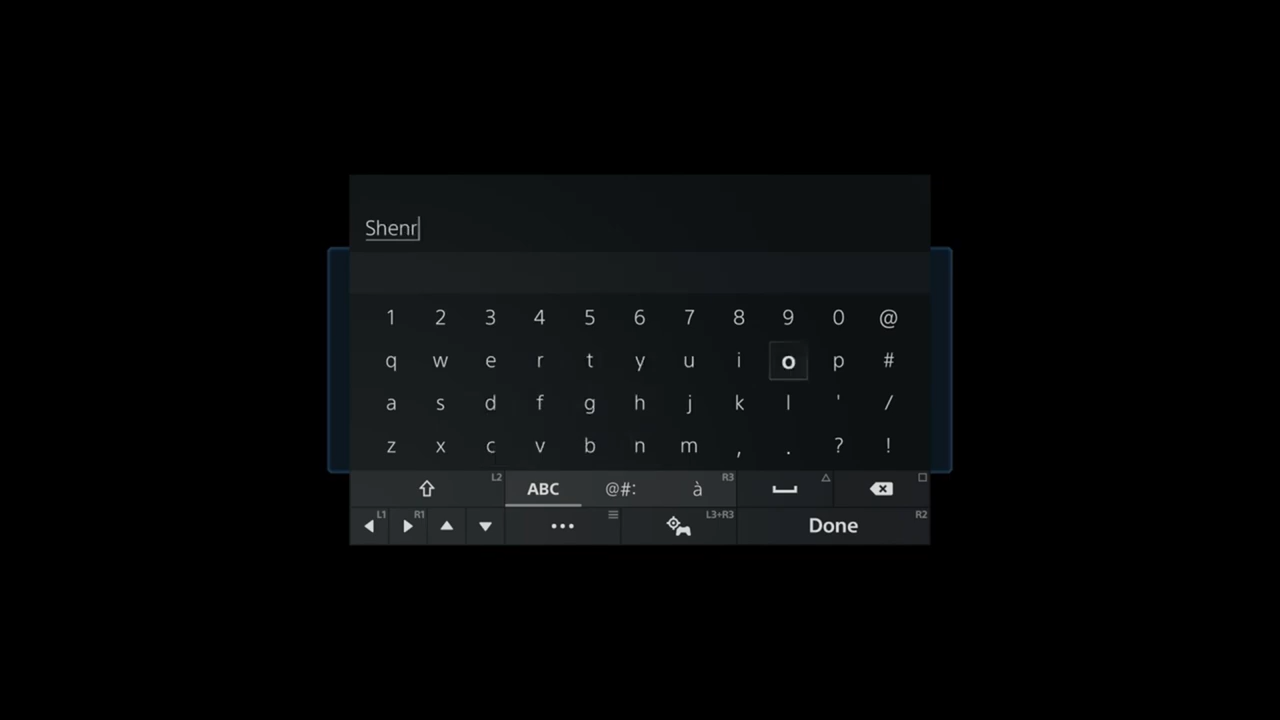 Shenr
1 2 3 4 5 6 7 8 9 0 @
q w e r t y u i o p #
a s d f g h j k l ' /
z x c v b n m , . ? !
L2 ABC @#: à R3
L1 R1 ... L3+R3 Done R2